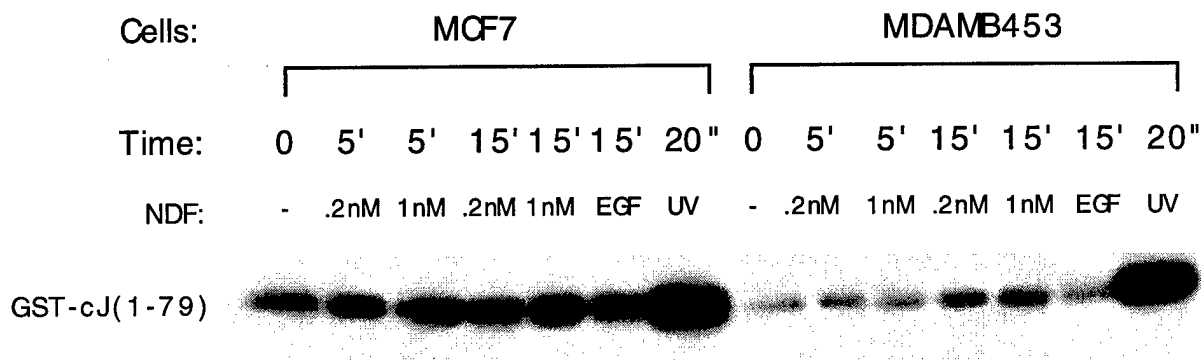 Cells: MCF7 MDAMB453
Time: 0 5' 5' 15' 15' 15' 20" 0 5' 5' 15' 15' 15' 20"
NDF: - .2nM 1nM .2nM 1nM EGF UV - .2nM 1nM .2nM 1nM EGF UV
GST-cJ(1-79)